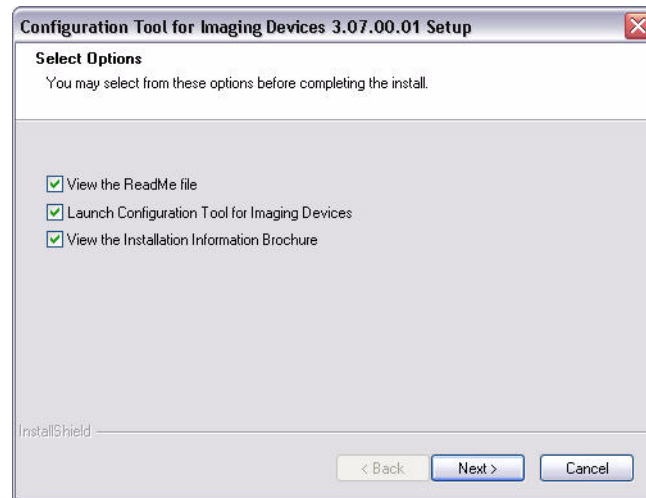 Configuration Tool for Imaging Devices 3.07.00.01 Setup
Select Options
You may select from these options before completing the install.
View the ReadMe file
Launch Configuration Tool for Imaging Devices
View the Installation Information Brochure
InstallShield
< Back
Next >
Cancel